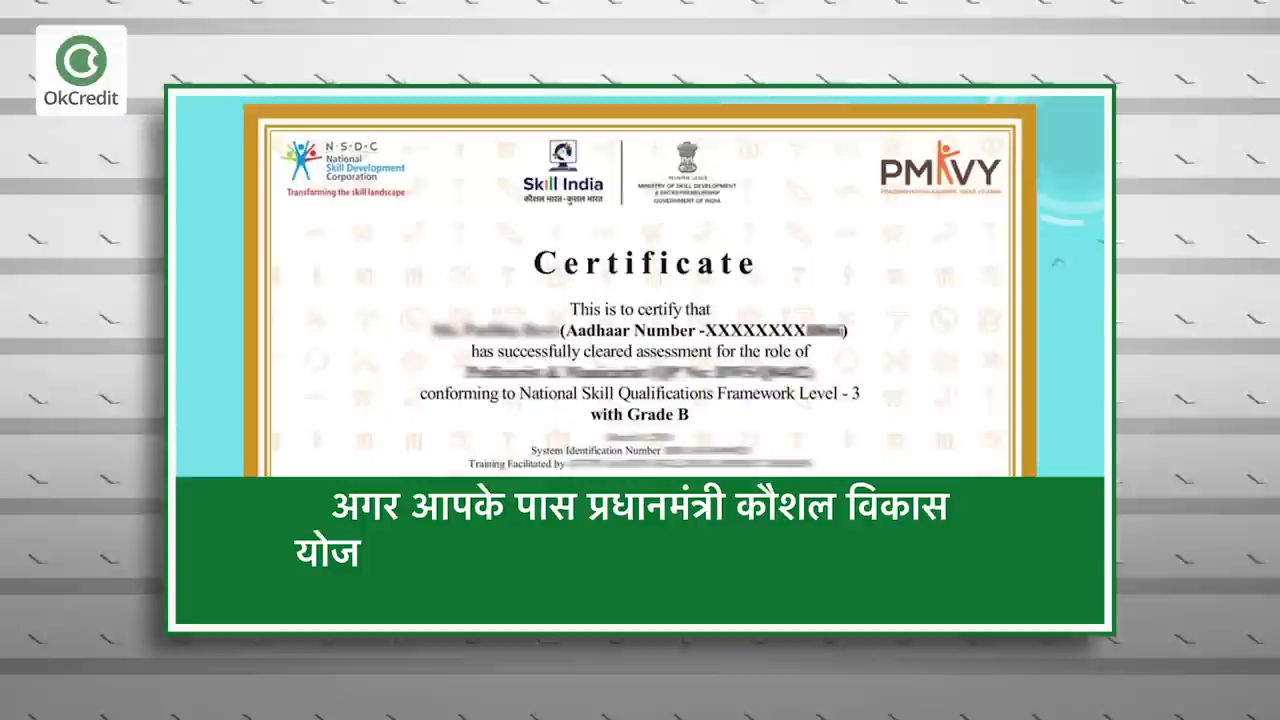 OkCredit
N·S·D·C
National
Skill Development
Corporation
Transforming the skill landscape
Skill India
कौशल भारत - कुशल भारत
MINISTRY OF SKILL DEVELOPMENT
& ENTREPRENEURSHIP
GOVERNMENT OF INDIA
PMKVY
Certificate
This is to certify that
(Aadhaar Number -XXXXXXXX
has successfully cleared assessment for the role of
conforming to National Skill Qualifications Framework Level - 3
with Grade B
System Identification Number
Training Facilitated by
अगर आपके पास प्रधानमंत्री कौशल विकास
योज